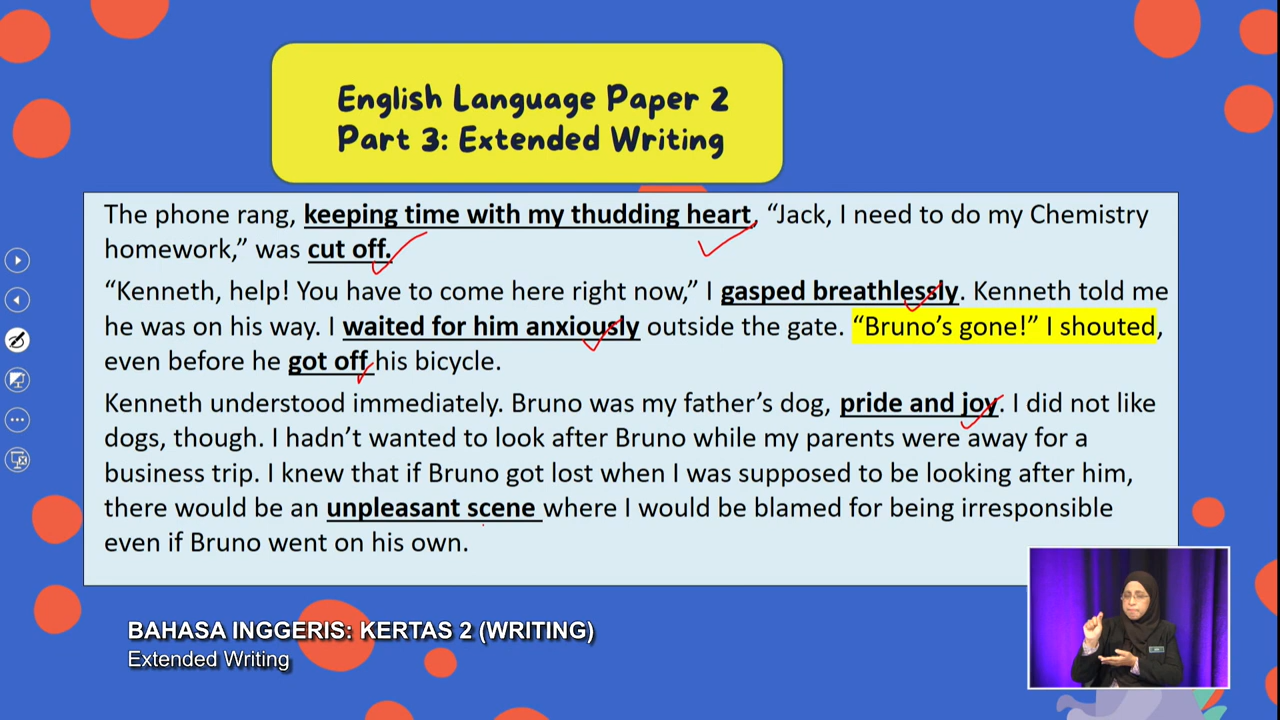 English Language Paper 2
Part 3: Extended Writing
The phone rang, keeping time with my thudding heart, “Jack, I need to do my Chemistry
homework,” was cut off.
“Kenneth, help! You have to come here right now,” I gasped breathlessly. Kenneth told me
he was on his way. I waited for him anxiously outside the gate. “Bruno’s gone!” I shouted,
even before he got off his bicycle.
Kenneth understood immediately. Bruno was my father’s dog, pride and joy. I did not like
dogs, though. I hadn’t wanted to look after Bruno while my parents were away for a
business trip. I knew that if Bruno got lost when I was supposed to be looking after him,
there would be an unpleasant scene where I would be blamed for being irresponsible
even if Bruno went on his own.
BAHASA INGGERIS: KERTAS 2 (WRITING)
Extended Writing